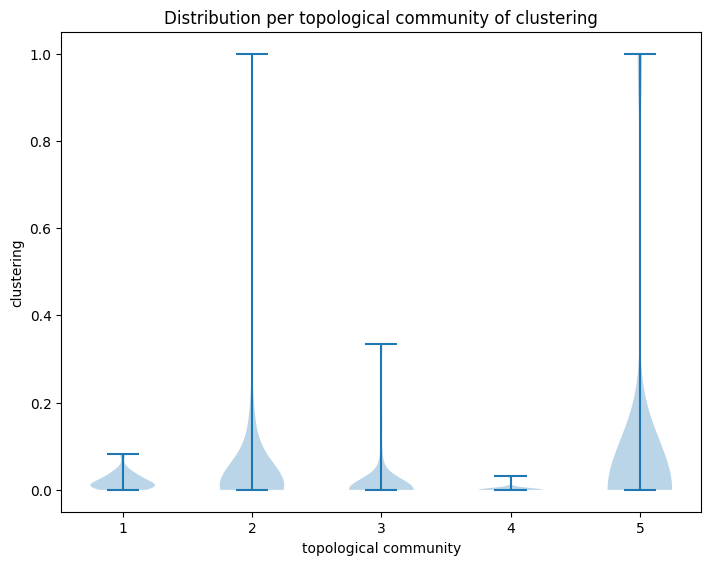 Distribution per topological community of clustering
1.0
0.8
0.6
0.4
0.2
0.0
clustering
1 2 3 4 5
topological community